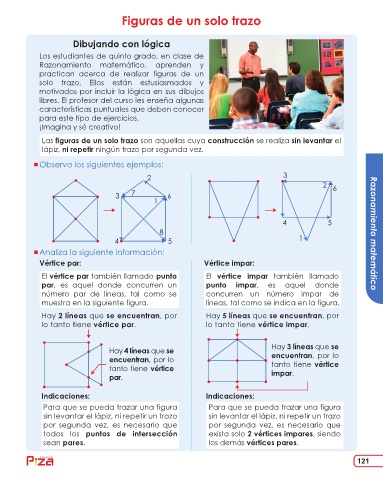 Figuras de un solo trazo
Dibujando con lógica
Los estudiantes de quinto grado, en clase de
Razonamiento matemático, aprenden y
practican acerca de realizar figuras de un
solo trazo. Ellos están estusiasmados y
motivados por incluir la lógica en sus dibujos
libres. El profesor del curso les enseña algunas
características puntuales que deben conocer
para este tipo de ejercicios.
¡Imagina y sé creativo!
Las figuras de un solo trazo son aquellas cuya construcción se realiza sin levantar el
lápiz, ni repetir ningún trazo por segunda vez.
Observa los siguientes ejemplos:
2
3
7
1
6
8
4
5
3
2
6
4
5
1
Analiza la siguiente información:
Vértice par:
El vértice par también llamado punto
par, es aquel donde concurren un
número par de líneas, tal como se
muestra en la siguiente figura.
Hay 2 líneas que se encuentran, por
lo tanto tiene vértice par.
Hay 4 líneas que se
encuentran, por lo
tanto tiene vértice
par.
Indicaciones:
Para que se pueda trazar una figura
sin levantar el lápiz, ni repetir un trazo
por segunda vez, es necesario que
todos los puntos de intersección
sean pares.
Vértice impar:
El vértice impar también llamado
punto impar, es aquel donde
concurren un número impar de
líneas, tal como se indica en la figura.
Hay 5 líneas que se encuentran, por
lo tanto tiene vértice impar.
Hay 3 líneas que se
encuentran, por lo
tanto tiene vértice
impar.
Indicaciones:
Para que se pueda trazar una figura
sin levantar el lápiz, ni repetir un trazo
por segunda vez, es necesario que
exista solo 2 vértices impares, siendo
los demás vértices pares.
Razonamiento matemático
Piza
121